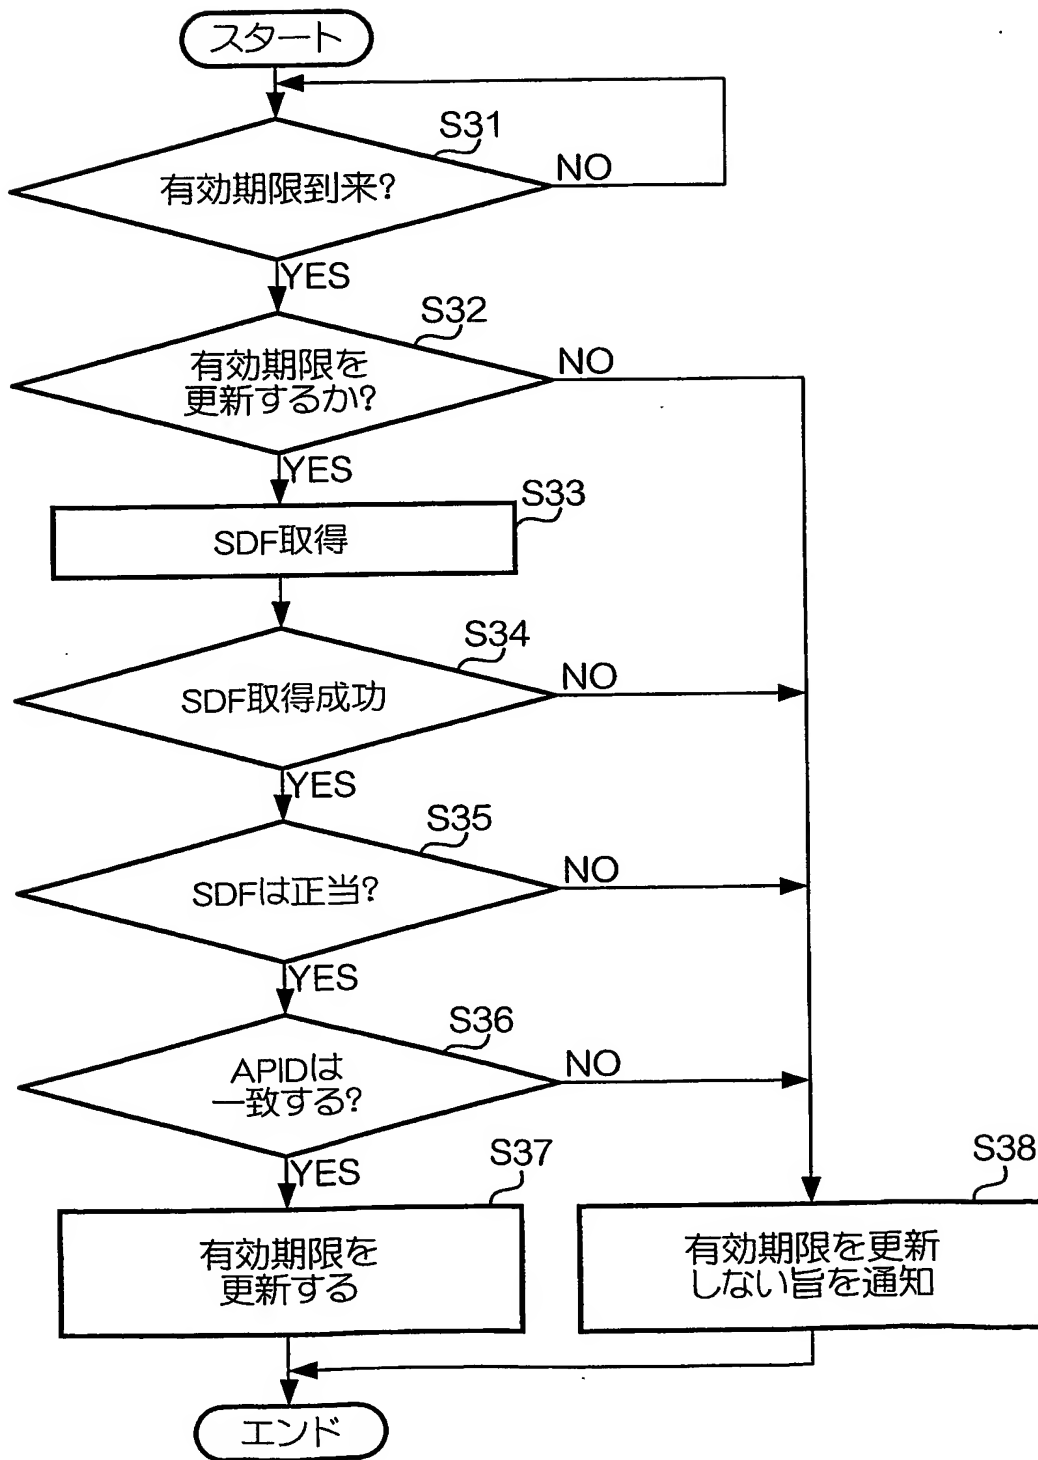 スタート
S31
有効期限到来?
NO
YES
S32
有効期限を
更新するか?
NO
YES
S33
SDF取得
S34
SDF取得成功
NO
YES
S35
SDFは正当?
NO
YES
S36
APIDは
一致する?
NO
YES
S37
有効期限を
更新する
S38
有効期限を更新
しない旨を通知
エンド